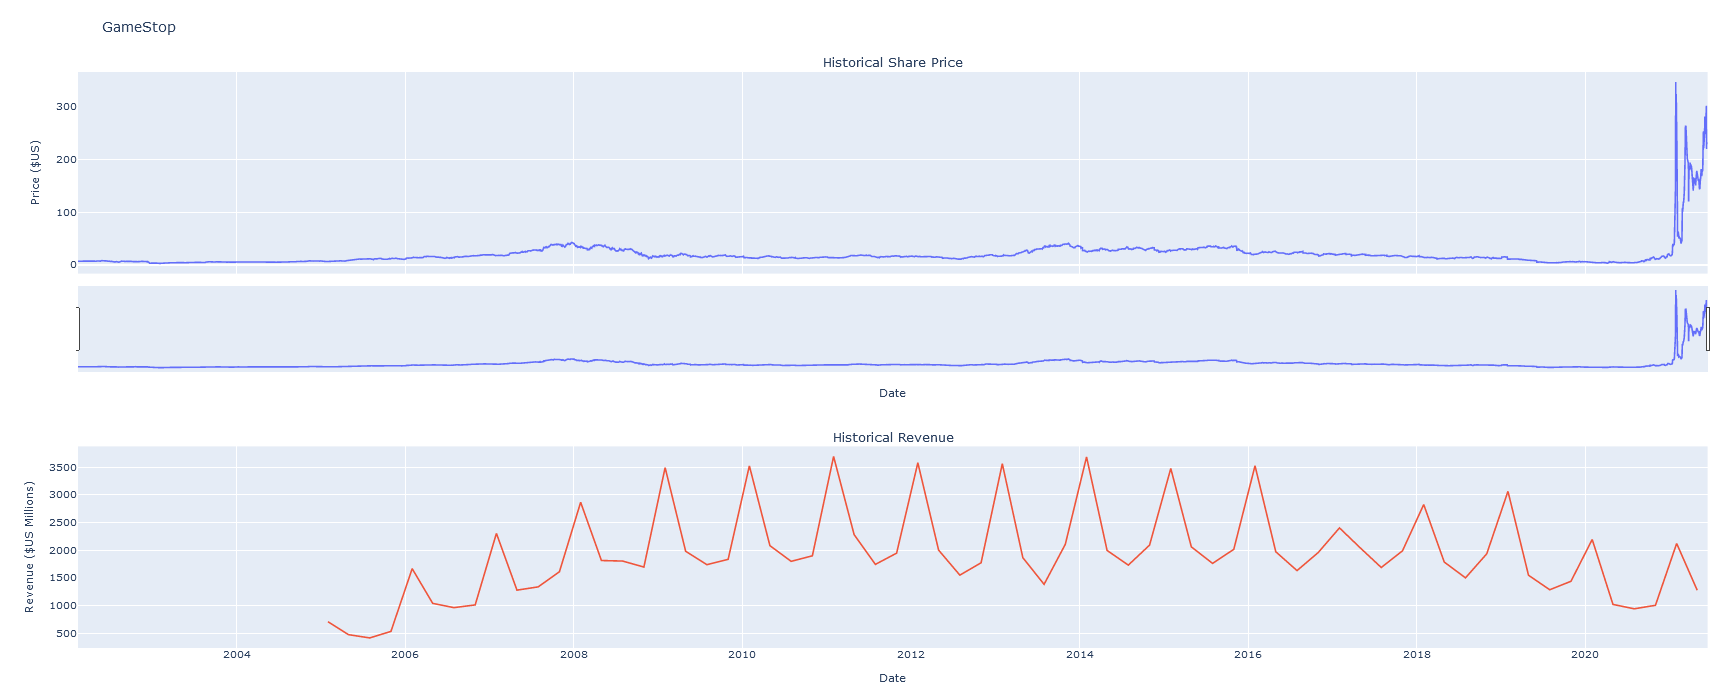 GameStop
Historical Share Price
300
200
100
0
Price ($US)
Date
Historical Revenue
3500
3000
2500
2000
1500
1000
500
Revenue ($US Millions)
2004 2006 2008 2010 2012 2014 2016 2018 2020
Date